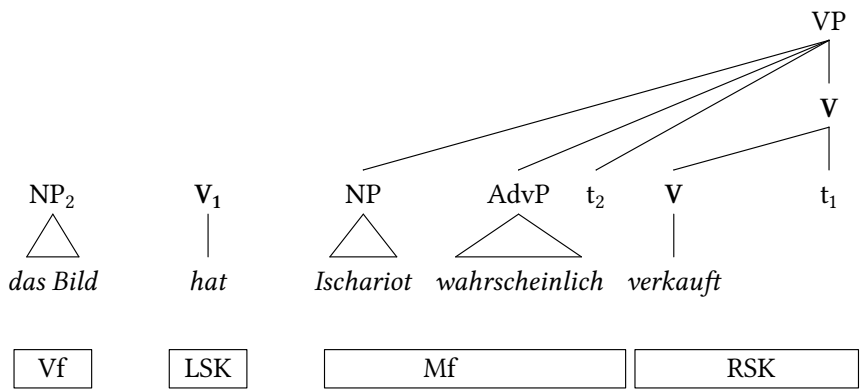 VP
V
NP₂ V₁ NP AdvP t₂ V t₁
das Bild hat Ischariot wahrscheinlich verkauft
Vf LSK Mf RSK